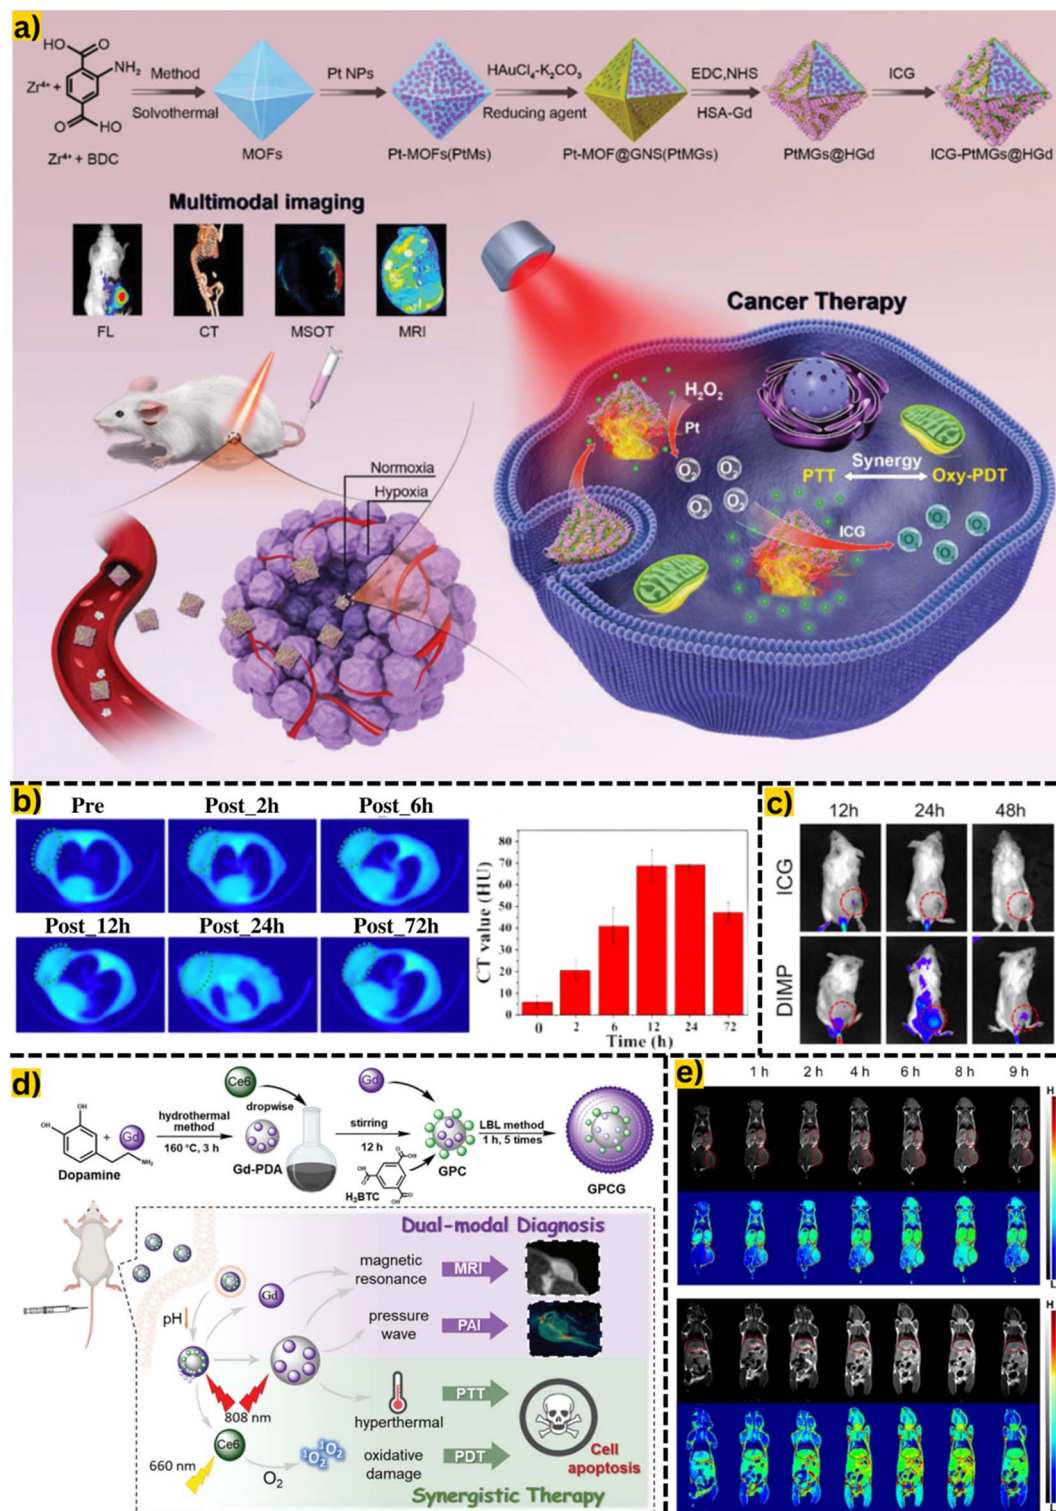 a)
HO
O
NH₂
Zr⁴⁺ +
O
HO
Zr⁴⁺ + BDC
Method
Solvothermal
MOFs
Pt NPs
Pt-MOFs(PtMs)
HAuCl₄-K₂CO₃
Reducing agent
Pt-MOF@GNS(PtMGs)
EDC,NHS
HSA-Gd
PtMGs@HGd
ICG
ICG-PtMGs@HGd
Multimodal imaging
FL
CT
MSOT
MRI
Normoxia
Hypoxia
Cancer Therapy
H₂O₂
Pt
O₂
O₂
O₂
O₂
PTT
Synergy
Oxy-PDT
ICG
¹O₂
b)
Pre
Post_2h
Post_6h
Post_12h
Post_24h
Post_72h
CT value (HU)
80
70
60
50
40
30
20
10
0
0
2
6
12
24
72
Time (h)
c)
12h
24h
48h
ICG
DIMP
d)
OH
OH
NH₂
Dopamine
+
Gd
hydrothermal
method
160 °C, 3 h
Gd-PDA
Ce6
dropwise
stirring
12 h
H₃BTC
Gd
GPC
LBL method
1 h, 5 times
GPCG
Dual-modal Diagnosis
magnetic
resonance
MRI
pressure
wave
PAI
pH
Gd
808 nm
660 nm
Ce6
O₂
¹O₂
¹O₂
¹O₂
hyperthermal
PTT
oxidative
damage
PDT
Cell
apoptosis
Synergistic Therapy
e)
1 h
2 h
4 h
6 h
8 h
9 h
H
L
H
L